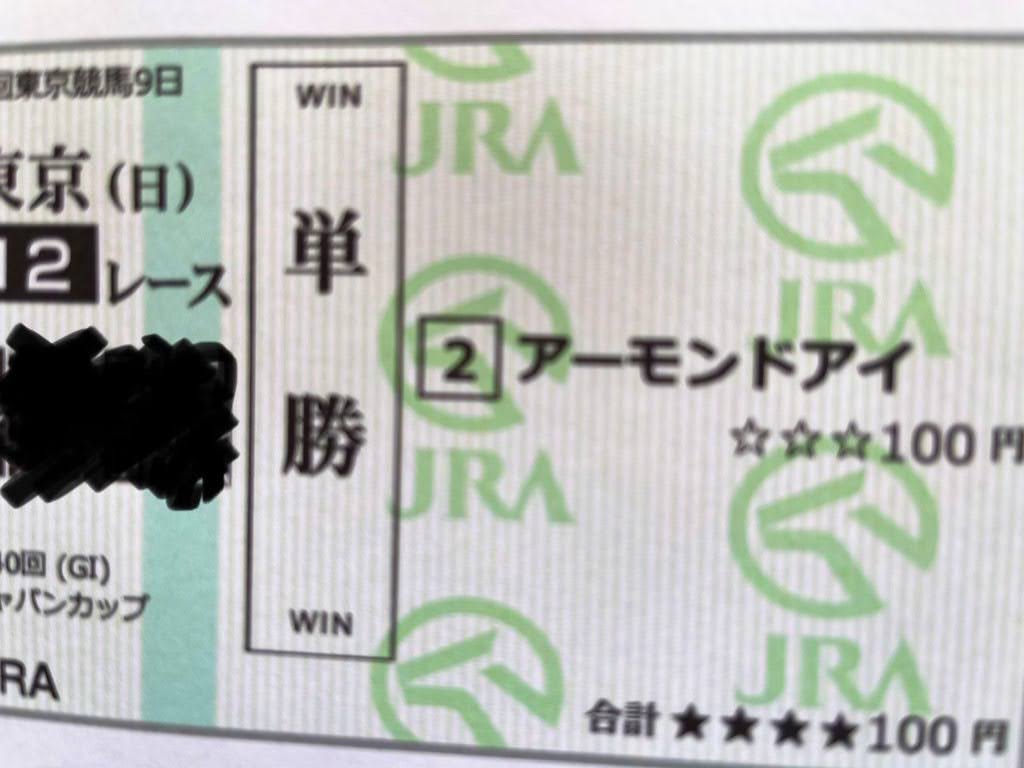 回東京競馬9日
東京(日)
12レース
40回(GI)
ャパンカップ
JRA
WIN
単勝
WIN
2 アーモンドアイ
☆☆☆100円
合計★★★★100円
JRA
JRA
JRA
JRA